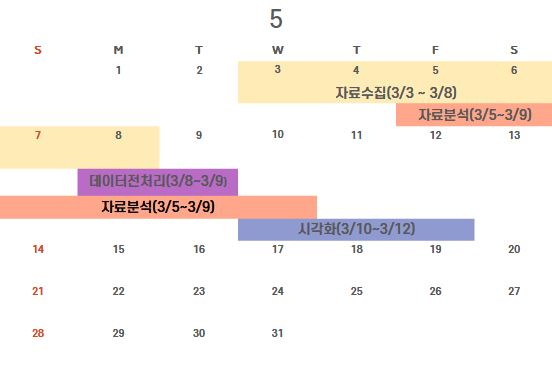 5
S M T W T F S
1 2 3 4 5 6
자료수집(3/3 ~ 3/8)
자료분석(3/5~3/9)
7 8 9 10 11 12 13
데이터전처리(3/8~3/9)
자료분석(3/5~3/9)
시각화(3/10~3/12)
14 15 16 17 18 19 20
21 22 23 24 25 26 27
28 29 30 31